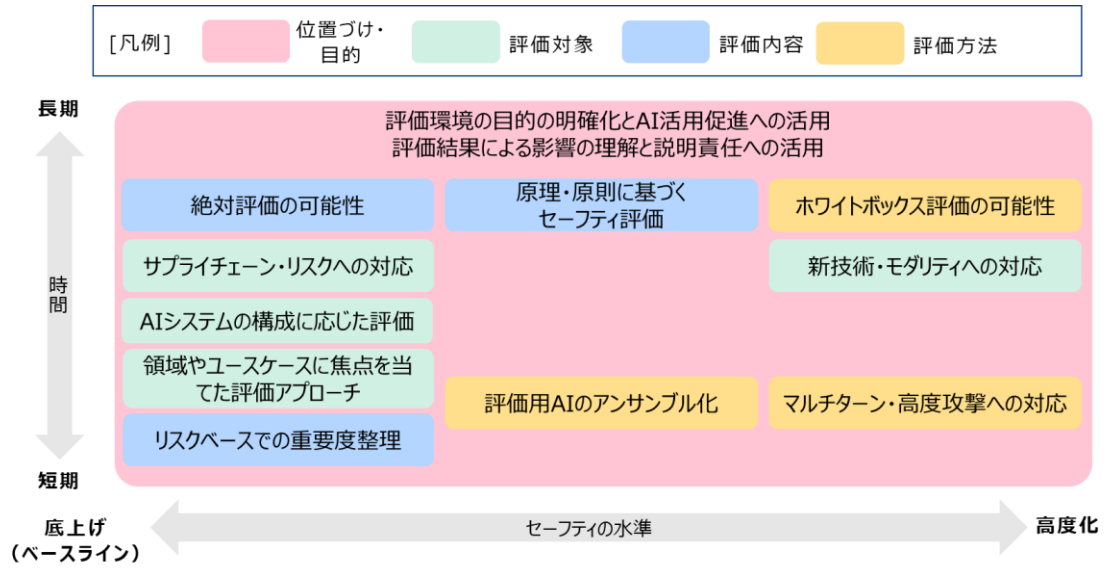 [凡例]
位置づけ・
目的
評価対象
評価内容
評価方法
長期
評価環境の目的の明確化とAI活用促進への活用
評価結果による影響の理解と説明責任への活用
絶対評価の可能性
原理・原則に基づく
セーフティ評価
ホワイトボックス評価の可能性
サプライチェーン・リスクへの対応
新技術・モダリティへの対応
時間
AIシステムの構成に応じた評価
領域やユースケースに焦点を当
てた評価アプローチ
評価用AIのアンサンブル化
マルチターン・高度攻撃への対応
リスクベースでの重要度整理
短期
底上げ
（ベースライン）
セーフティの水準
高度化